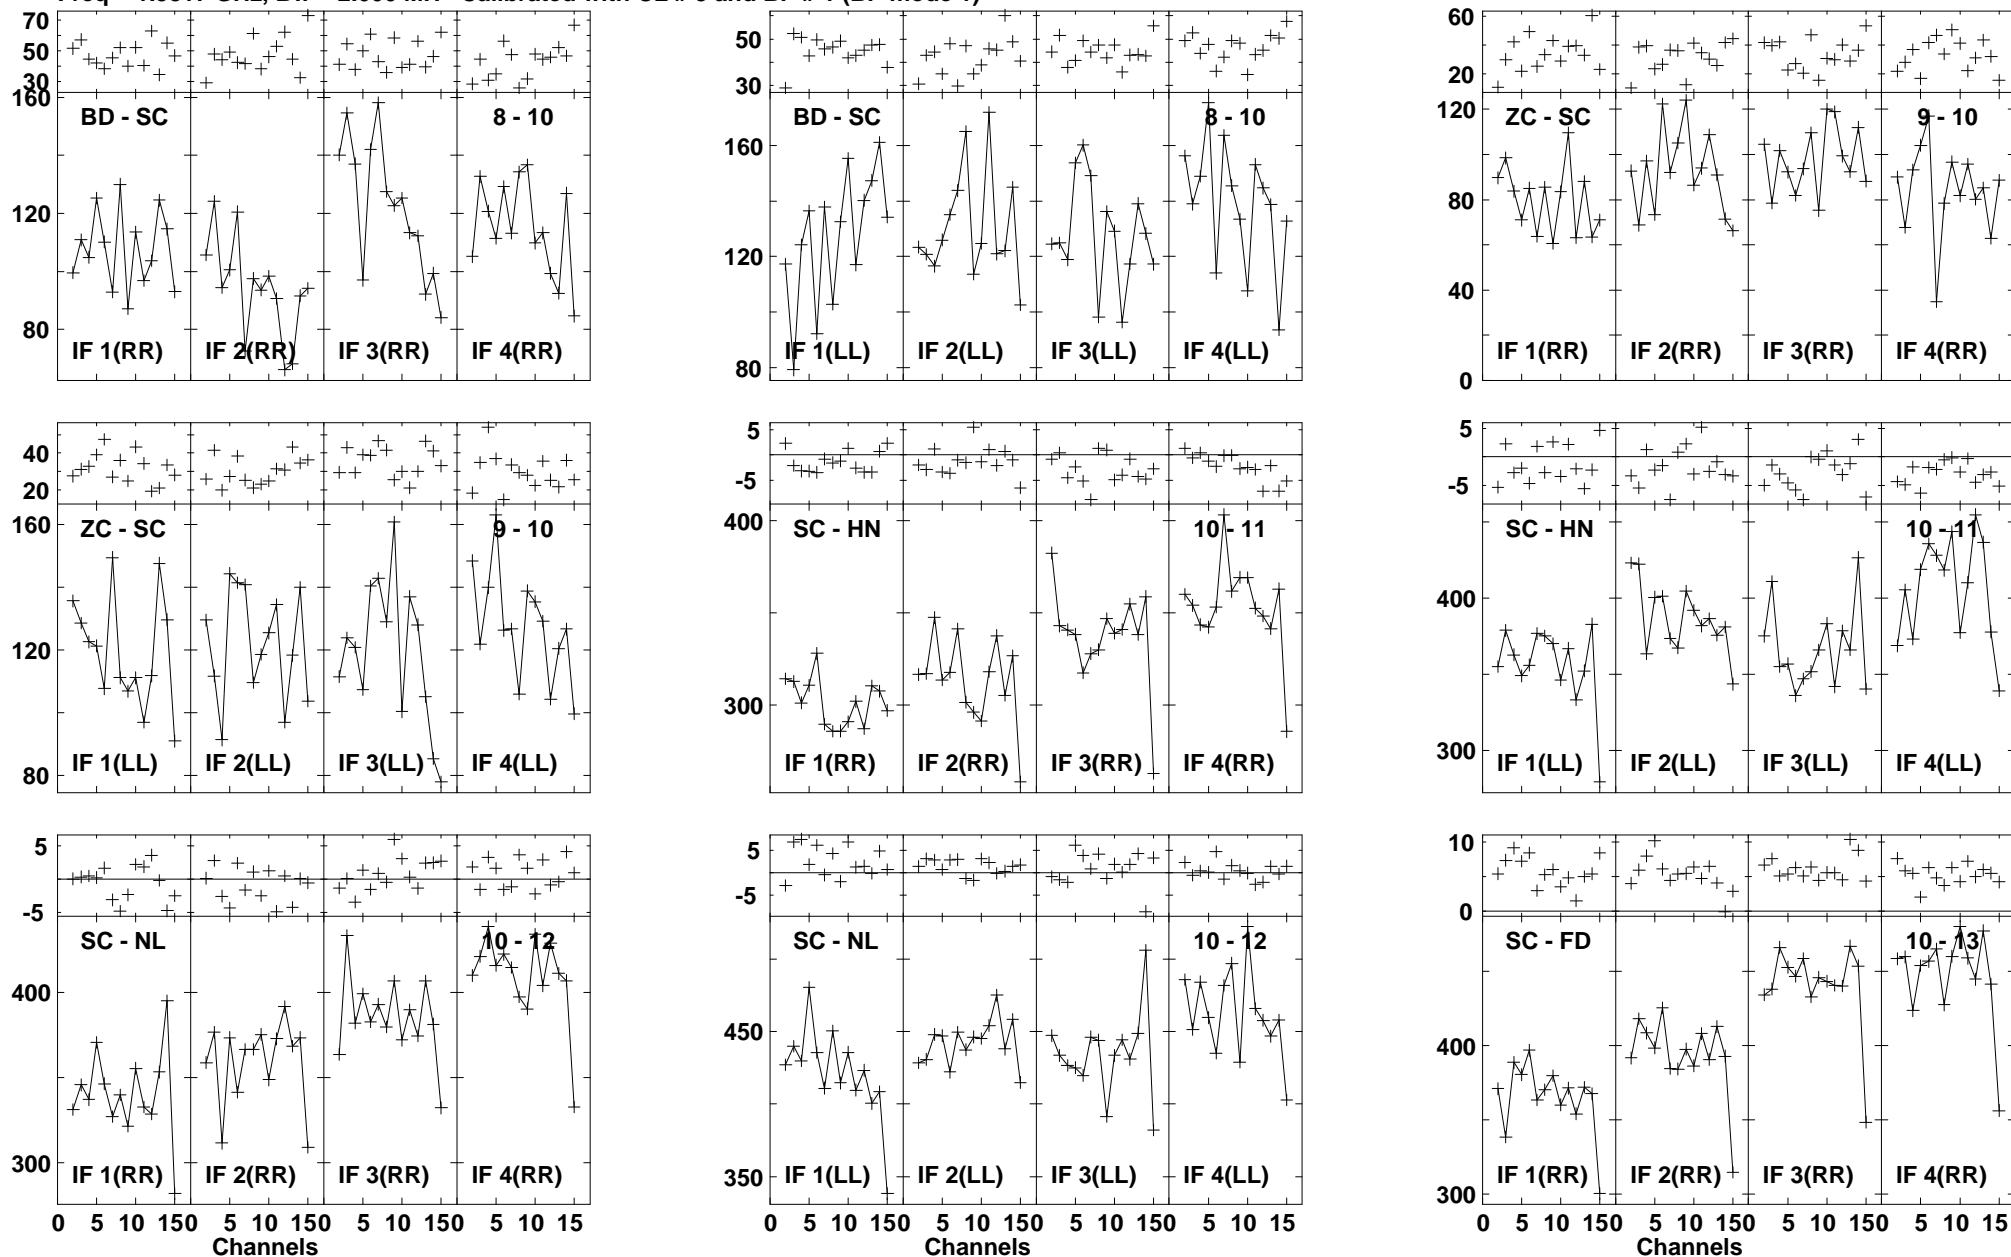 70
50
30
160
120
80
BD - SC
8 - 10
IF 1(RR)
IF 2(RR)
IF 3(RR)
IF 4(RR)
50
30
160
120
80
BD - SC
8 - 10
IF 1(LL)
IF 2(LL)
IF 3(LL)
IF 4(LL)
60
20
120
80
40
0
ZC - SC
9 - 10
IF 1(RR)
IF 2(RR)
IF 3(RR)
IF 4(RR)
40
20
160
120
80
ZC - SC
9 - 10
IF 1(LL)
IF 2(LL)
IF 3(LL)
IF 4(LL)
5
-5
400
300
SC - HN
10 - 11
IF 1(RR)
IF 2(RR)
IF 3(RR)
IF 4(RR)
5
-5
400
300
SC - HN
10 - 11
IF 1(LL)
IF 2(LL)
IF 3(LL)
IF 4(LL)
5
-5
400
300
SC - NL
10 - 12
IF 1(RR)
IF 2(RR)
IF 3(RR)
IF 4(RR)
0 5 10 150 5 10 150 5 10 150 5 10 15
Channels
5
-5
450
350
SC - NL
10 - 12
IF 1(LL)
IF 2(LL)
IF 3(LL)
IF 4(LL)
0 5 10 150 5 10 150 5 10 150 5 10 15
Channels
10
0
400
300
SC - FD
10 - 13
IF 1(RR)
IF 2(RR)
IF 3(RR)
IF 4(RR)
0 5 10 150 5 10 150 5 10 150 5 10 15
Channels